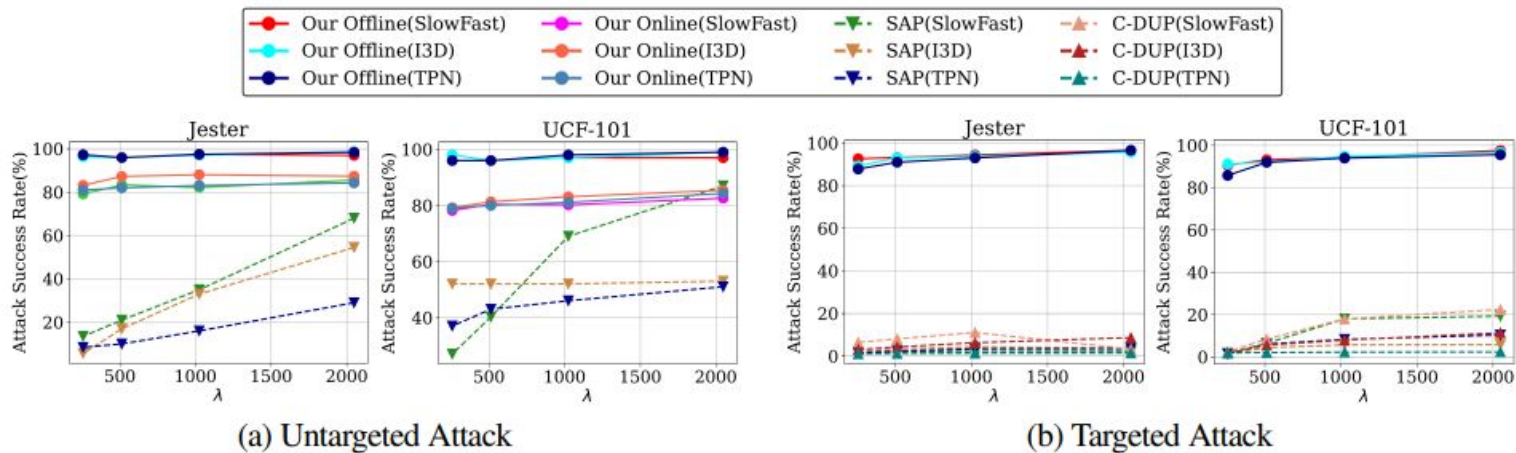 Our Offline(SlowFast) Our Online(SlowFast) SAP(SlowFast) C-DUP(SlowFast)
Our Offline(I3D) Our Online(I3D) SAP(I3D) C-DUP(I3D)
Our Offline(TPN) Our Online(TPN) SAP(TPN) C-DUP(TPN)
Jester
Attack Success Rate(%)
100
80
60
40
20
500 1000 1500 2000
λ
UCF-101
Attack Success Rate(%)
100
80
60
40
500 1000 1500 2000
λ
(a) Untargeted Attack
Jester
Attack Success Rate(%)
100
80
60
40
20
0
500 1000 1500 2000
λ
UCF-101
Attack Success Rate(%)
100
80
60
40
20
0
500 1000 1500 2000
λ
(b) Targeted Attack